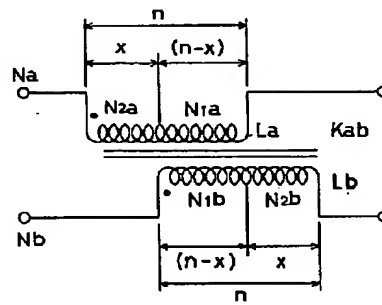 n
x (n-x)
Na
N2a N1a
La Kab
Lb
N1b N2b
Nb
(n-x) x
n